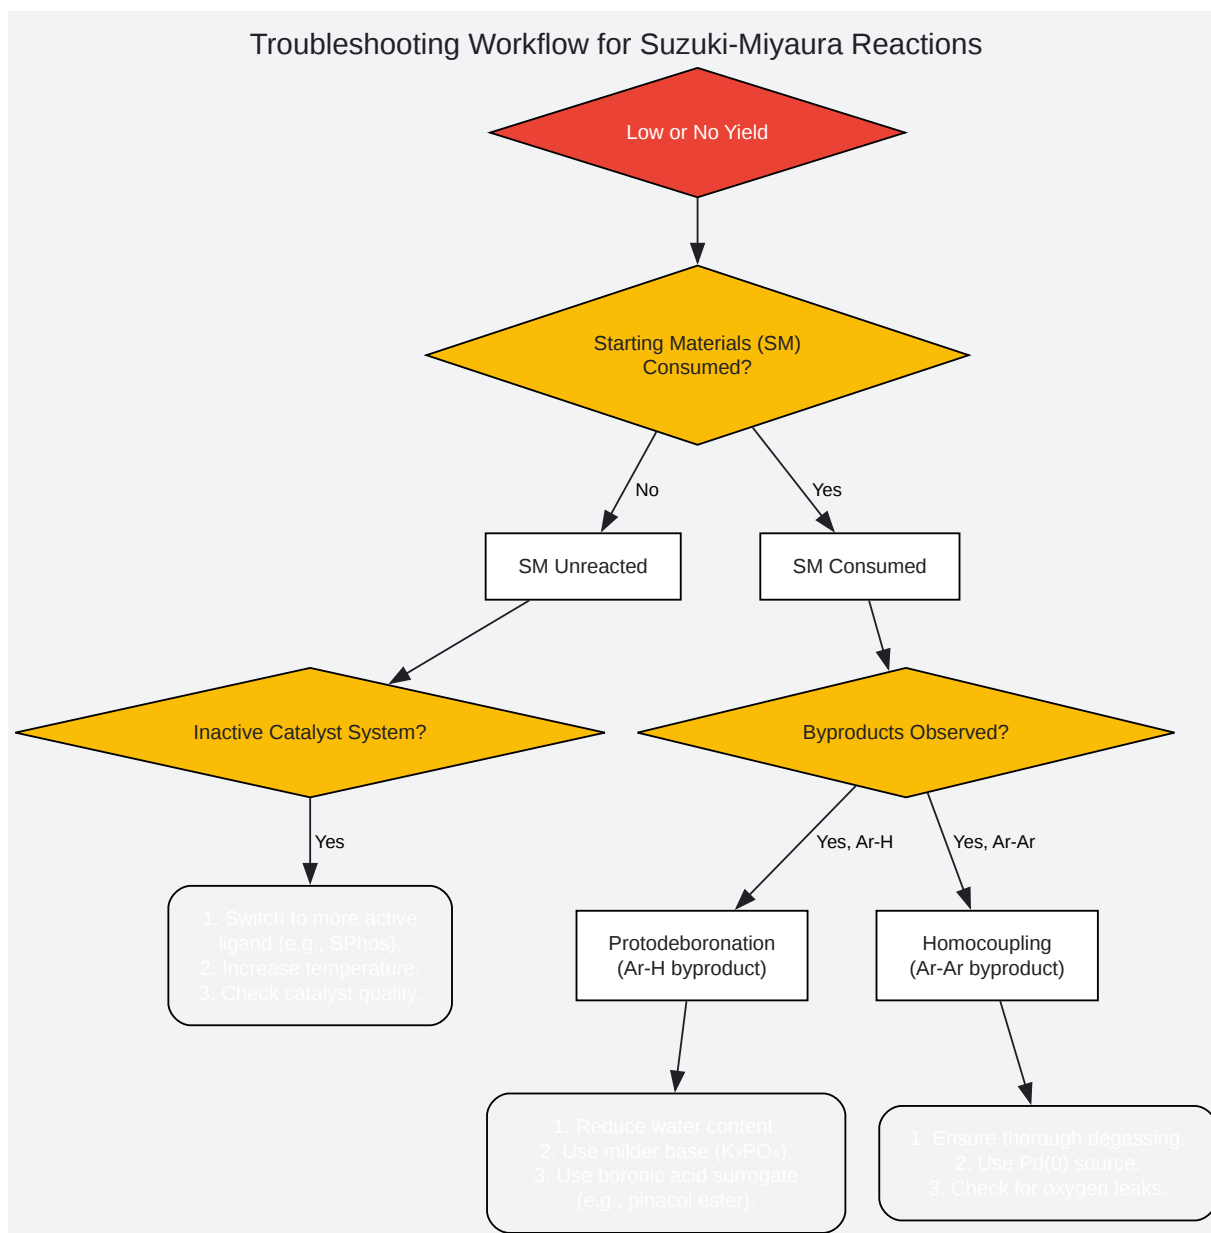 Troubleshooting Workflow for Suzuki-Miyaura Reactions
Low or No Yield
Starting Materials (SM)
Consumed?
No
Yes
SM Unreacted
SM Consumed
Inactive Catalyst System?
Byproducts Observed?
Yes
Yes, Ar-H
Yes, Ar-Ar
1. Switch to more active
ligand (e.g., SPhos).
2. Increase temperature.
3. Check catalyst quality.
Protodeboronation
(Ar-H byproduct)
Homocoupling
(Ar-Ar byproduct)
1. Reduce water content.
2. Use milder base (K₃PO₄).
3. Use boronic acid surrogate
(e.g., pinacol ester).
1. Ensure thorough degassing.
2. Use Pd(0) source.
3. Check for oxygen leaks.